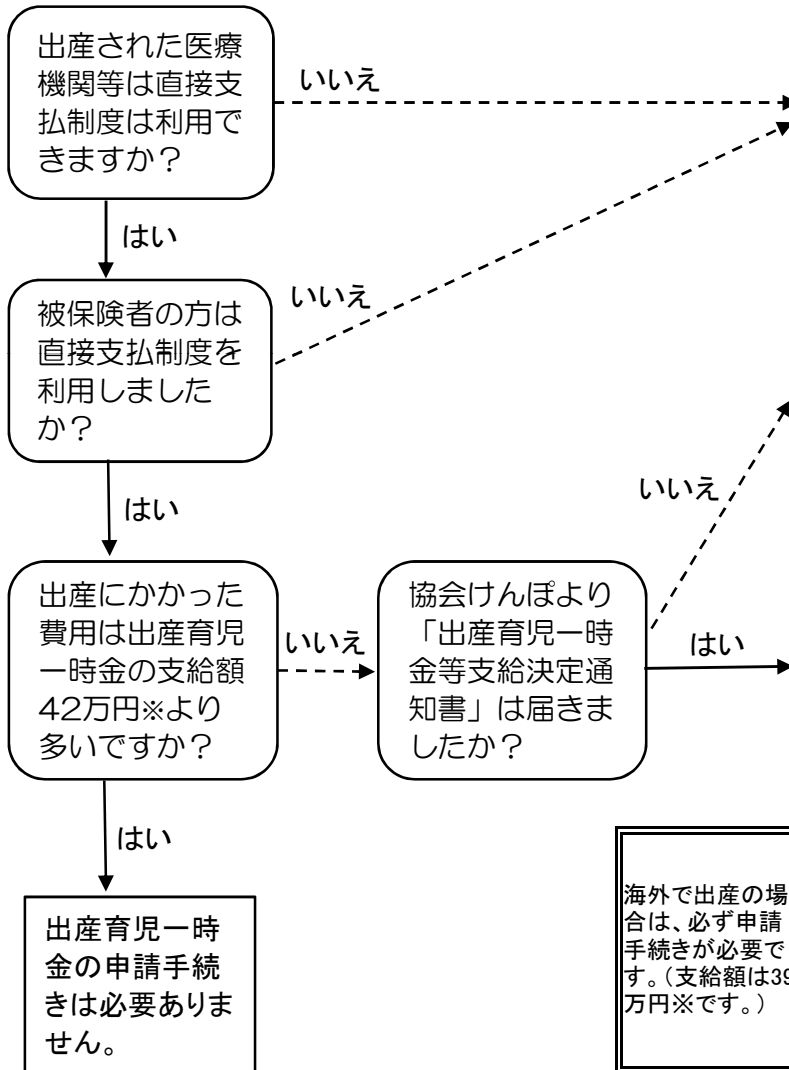 出産された医療
機関等は直接支
払制度は利用で
きますか？
いいえ
はい
被保険者の方は
直接支払制度を
利用しました
か？
いいえ
はい
出産にかかった
費用は出産育児
一時金の支給額
42万円※より
多いですか？
いいえ
協会けんぽより
「出産育児一時
金等支給決定通
知書」は届きま
したか？
いいえ
はい
はい
出産育児一時
金の申請手続
きは必要ありま
せん。
海外で出産の場
合は、必ず申請
手続きが必要で
す。（支給額は39
万円※です。）